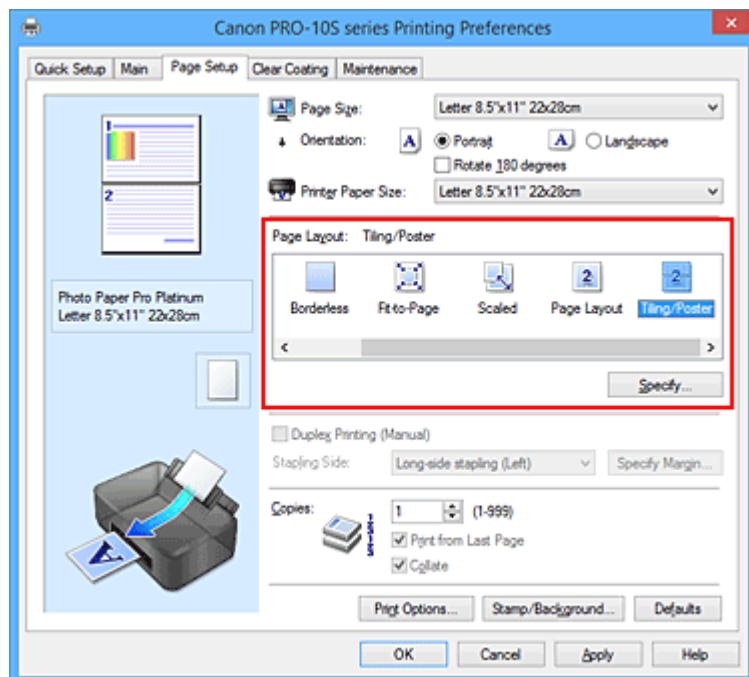 Canon PRO-10S series Printing Preferences
Quick Setup Main Page Setup Clear Coating Maintenance
1
2
Photo Paper Pro Platinum
Letter 8.5"x11" 22x28cm
A
Page Size: Letter 8.5"x11" 22x28cm
Orientation: A Portrait A Landscape
Rotate 180 degrees
Printer Paper Size: Letter 8.5"x11" 22x28cm
Page Layout: Tiling/Poster
2 2
Borderless Fit-to-Page Scaled Page Layout Tiling/Poster
Specify...
Duplex Printing (Manual)
Stapling Side: Long-side stapling (Left) Specify Margin...
Copies: 1 (1-999)
Print from Last Page
Collate
Print Options... Stamp/Background... Defaults
OK Cancel Apply Help